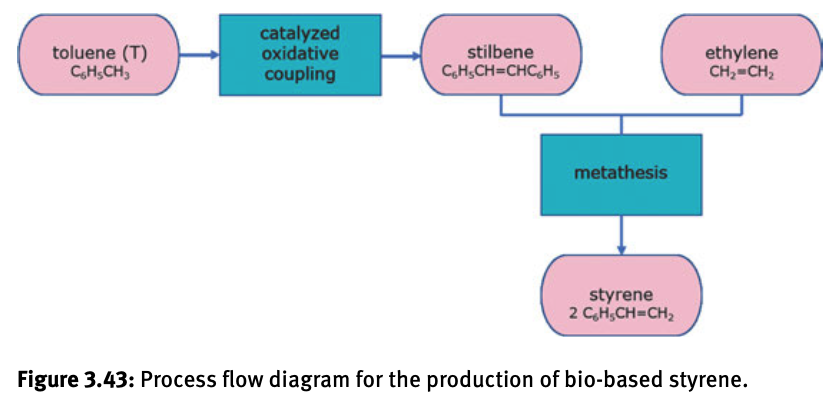 toluene (T)
C₆H₅CH₃
catalyzed
oxidative
coupling
stilbene
C₆H₅CH=CHC₆H₅
ethylene
CH₂=CH₂
metathesis
styrene
2 C₆H₅CH=CH₂
Figure 3.43: Process flow diagram for the production of bio-based styrene.